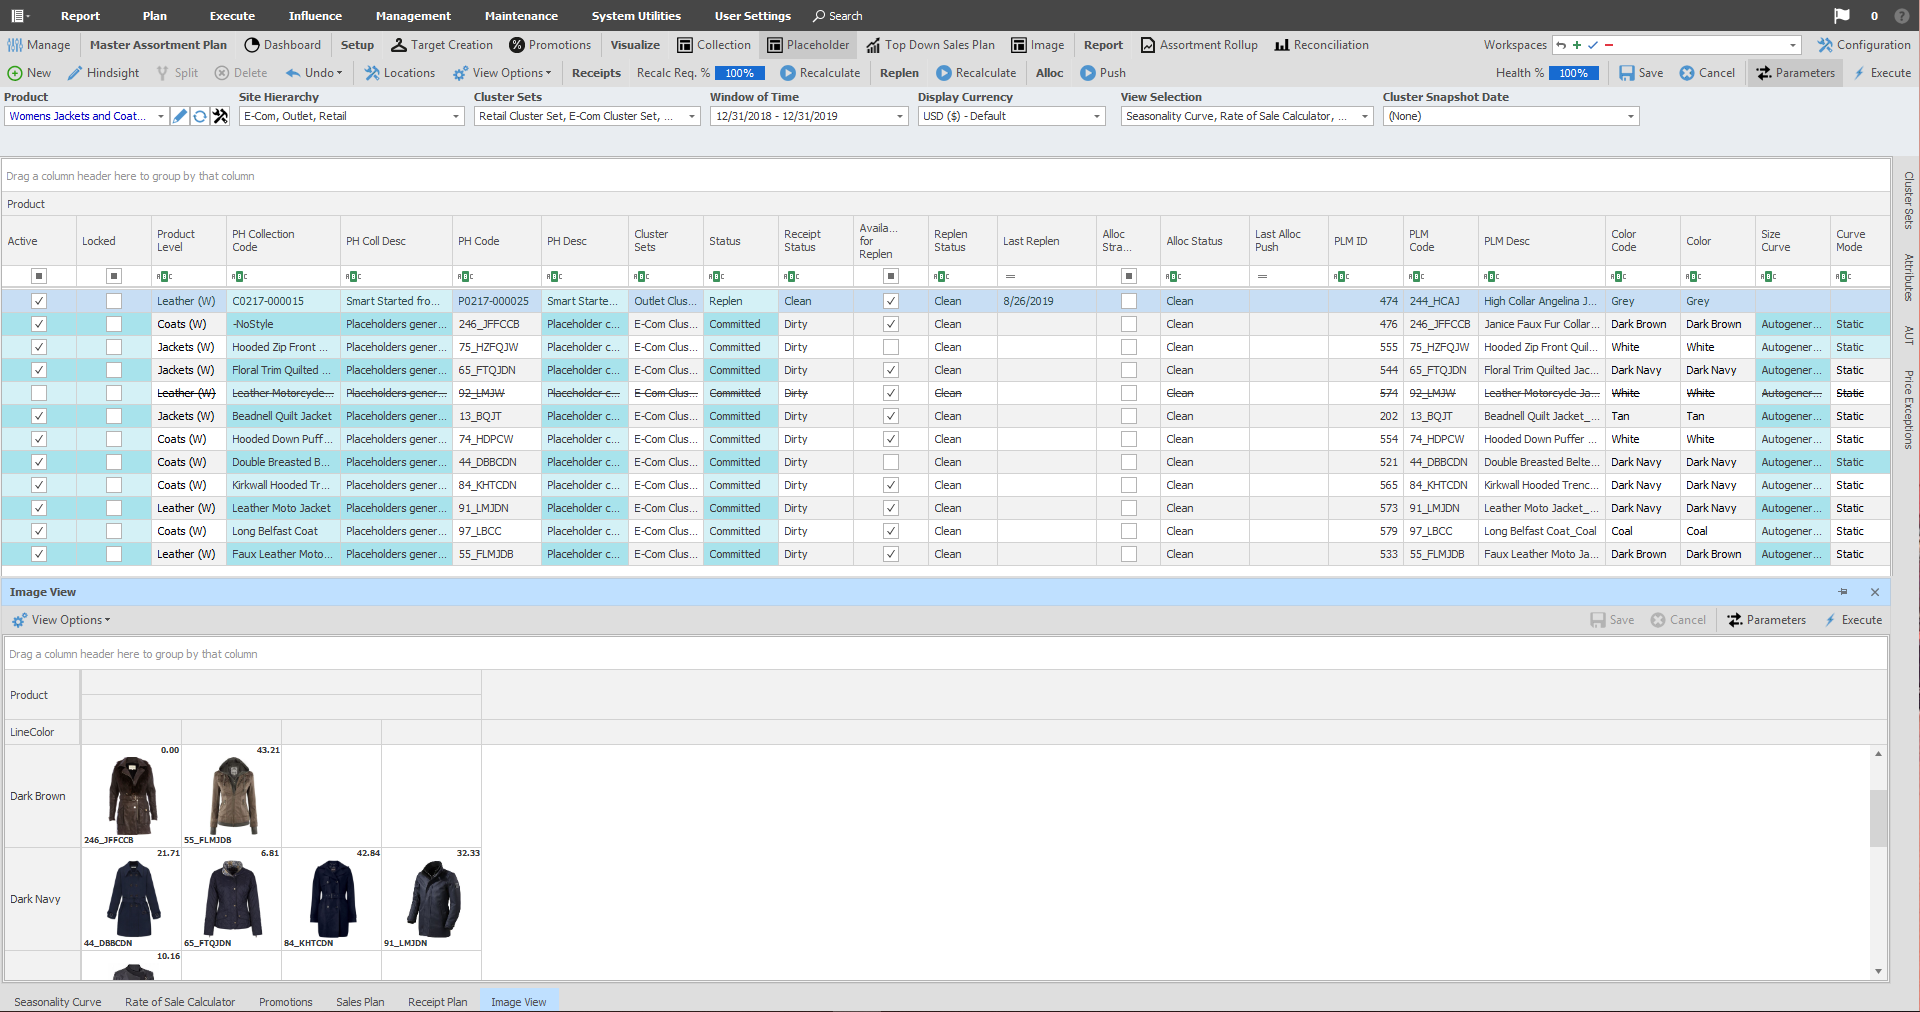 Report Plan Execute Influence Management Maintenance System Utilities User Settings Search 0
Manage Master Assortment Plan Dashboard Setup Target Creation Promotions Visualize Collection Placeholder Top Down Sales Plan Image Report Assortment Rollup Reconciliation Workspaces Configuration
New Hindsight Split Delete Undo Locations View Options Receipts Recalc Req. % 100% Recalculate Replen Recalculate Alloc Push Health % 100% Save Cancel Parameters Execute
Product Site Hierarchy Cluster Sets Window of Time Display Currency View Selection Cluster Snapshot Date
Womens Jackets and Coat... E-Com, Outlet, Retail Retail Cluster Set, E-Com Cluster Set, ... 12/31/2018 - 12/31/2019 USD ($) - Default Seasonality Curve, Rate of Sale Calculator, ... (None)
Drag a column header here to group by that column
Product
Active Locked Product Level PH Collection Code PH Coll Desc PH Code PH Desc Cluster Sets Status Receipt Status Availa... for Replen Replen Status Last Replen Alloc Stra... Alloc Status Last Alloc Push PLM ID PLM Code PLM Desc Color Code Color Size Curve Curve Mode
Leather (W) C0217-000015 Smart Started fro... P0217-000025 Smart Starte... Outlet Clus... Replen Clean Clean 8/26/2019 Clean 474 244_HCAJ High Collar Angelina J... Grey Grey
Coats (W) -NoStyle Placeholders gener... 246_JFFCCB Placeholder c... E-Com Clus... Committed Dirty Clean Clean 476 246_JFFCCB Janice Faux Fur Collar... Dark Brown Dark Brown Autogener... Static
Jackets (W) Hooded Zip Front ... Placeholders gener... 75_HZFQJW Placeholder c... E-Com Clus... Committed Dirty Clean Clean 555 75_HZFQJW Hooded Zip Front Quil... White White Autogener... Static
Jackets (W) Floral Trim Quilted ... Placeholders gener... 65_FTQJDN Placeholder c... E-Com Clus... Committed Dirty Clean Clean 544 65_FTQJDN Floral Trim Quilted Jac... Dark Navy Dark Navy Autogener... Static
Leather (W) Leather Motorcycle... Placeholders gener... 92_LMJW Placeholder c... E-Com Clus... Committed Dirty Clean Clean 574 92_LMJW Leather Motorcycle Ja... White White Autogener... Static
Jackets (W) Beadnell Quilt Jacket Placeholders gener... 13_BQJT Placeholder c... E-Com Clus... Committed Dirty Clean Clean 202 13_BQJT Beadnell Quilt Jacket_... Tan Tan Autogener... Static
Coats (W) Hooded Down Puff... Placeholders gener... 74_HDPCW Placeholder c... E-Com Clus... Committed Dirty Clean Clean 554 74_HDPCW Hooded Down Puffer ... White White Autogener... Static
Coats (W) Double Breasted B... Placeholders gener... 44_DBBCDN Placeholder c... E-Com Clus... Committed Dirty Clean Clean 521 44_DBBCDN Double Breasted Belte... Dark Navy Dark Navy Autogener... Static
Coats (W) Kirkwall Hooded Tr... Placeholders gener... 84_KHTCDN Placeholder c... E-Com Clus... Committed Dirty Clean Clean 565 84_KHTCDN Kirkwall Hooded Trenc... Dark Navy Dark Navy Autogener... Static
Leather (W) Leather Moto Jacket Placeholders gener... 91_LMJDN Placeholder c... E-Com Clus... Committed Dirty Clean Clean 573 91_LMJDN Leather Moto Jacket_... Dark Navy Dark Navy Autogener... Static
Coats (W) Long Belfast Coat Placeholders gener... 97_LBCC Placeholder c... E-Com Clus... Committed Dirty Clean Clean 579 97_LBCC Long Belfast Coat_Coal Coal Coal Autogener... Static
Leather (W) Faux Leather Moto... Placeholders gener... 55_FLMJDB Placeholder c... E-Com Clus... Committed Dirty Clean Clean 533 55_FLMJDB Faux Leather Moto Ja... Dark Brown Dark Brown Autogener... Static
Cluster Sets
Attributes
AUT
Price Exceptions
Image View
View Options Save Cancel Parameters Execute
Drag a column header here to group by that column
Product
LineColor
0.00 43.21
Dark Brown
246_JFFCCB 55_FLMJDB
21.71 6.81 42.84 32.33
Dark Navy
44_DBBCDN 65_FTQJDN 84_KHTCDN 91_LMJDN
10.16
Seasonality Curve Rate of Sale Calculator Promotions Sales Plan Receipt Plan Image View